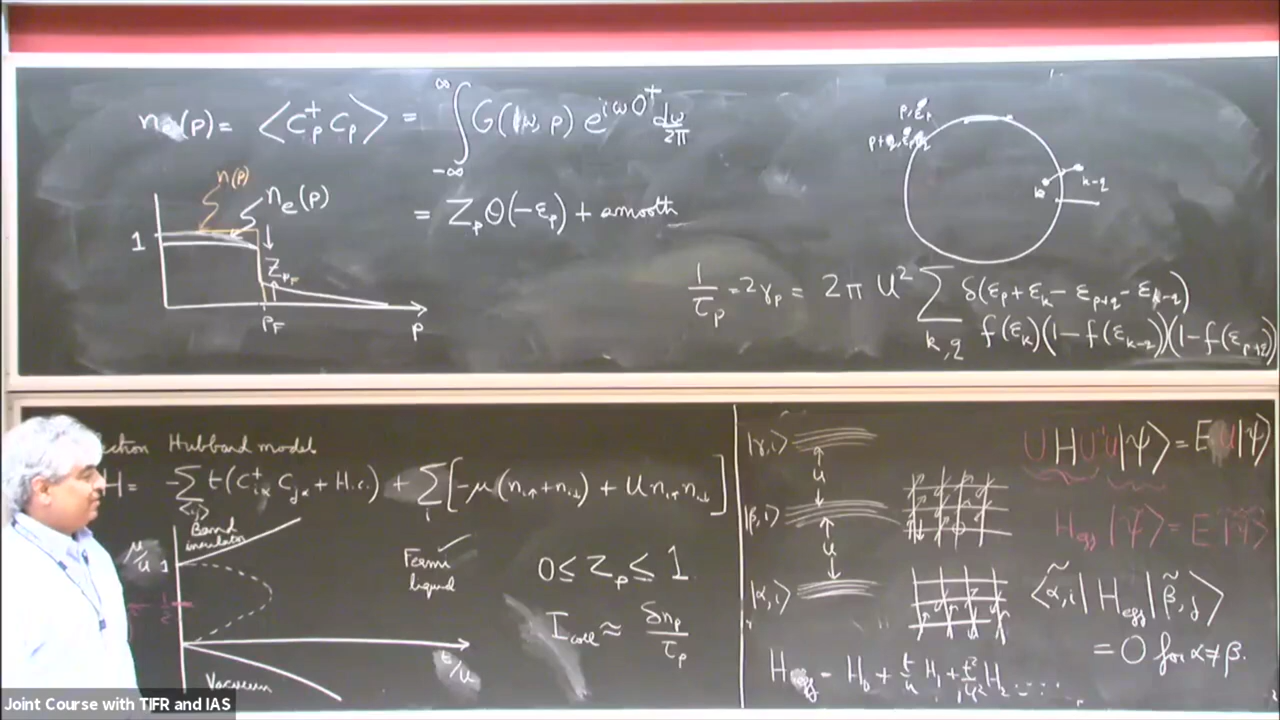 n_e(p) = ⟨C_p^+ C_p⟩ = ∫_{-∞}^{∞} G(iω, p) e^{iω0^+} dω/2π
= Z_p Θ(-ε_p) + smooth
n(p)
n_e(p)
1
Z_{p_F}
p_F
p
p, ε_p
k
k-q
1/τ_p = 2γ_p = 2π U² Σ_{k,q} δ(ε_p + ε_k - ε_{p+q} - ε_{k-q})
f(ε_k)(1-f(ε_{k-q}))(1-f(ε_{p+q}))
Hubbard model
H = -Σ_{<ij>} t(C_{iα}^+ C_{jα} + H.c.) + Σ_i [-μ(n_{i↑}+n_{i↓}) + U n_{i↑} n_{i↓}]
Band
insulator
μ/U
1
1/2
Vacuum
t/U
Fermi
liquid
0 ≤ Z_p ≤ 1
I_coll ≈ δn_p/τ_p
|γ,i⟩
U
|β,i⟩
U
|α,i⟩
H_eff = H_0 + t/U H_1 + t²/U² H_2 ....
U H U^{-1} U|ψ⟩ = E U|ψ⟩
H_eff |ψ̃⟩ = E |ψ̃⟩
⟨α̃,i| H_eff |β̃,j⟩
= 0 for α≠β.
Joint Course with TIFR and IAS